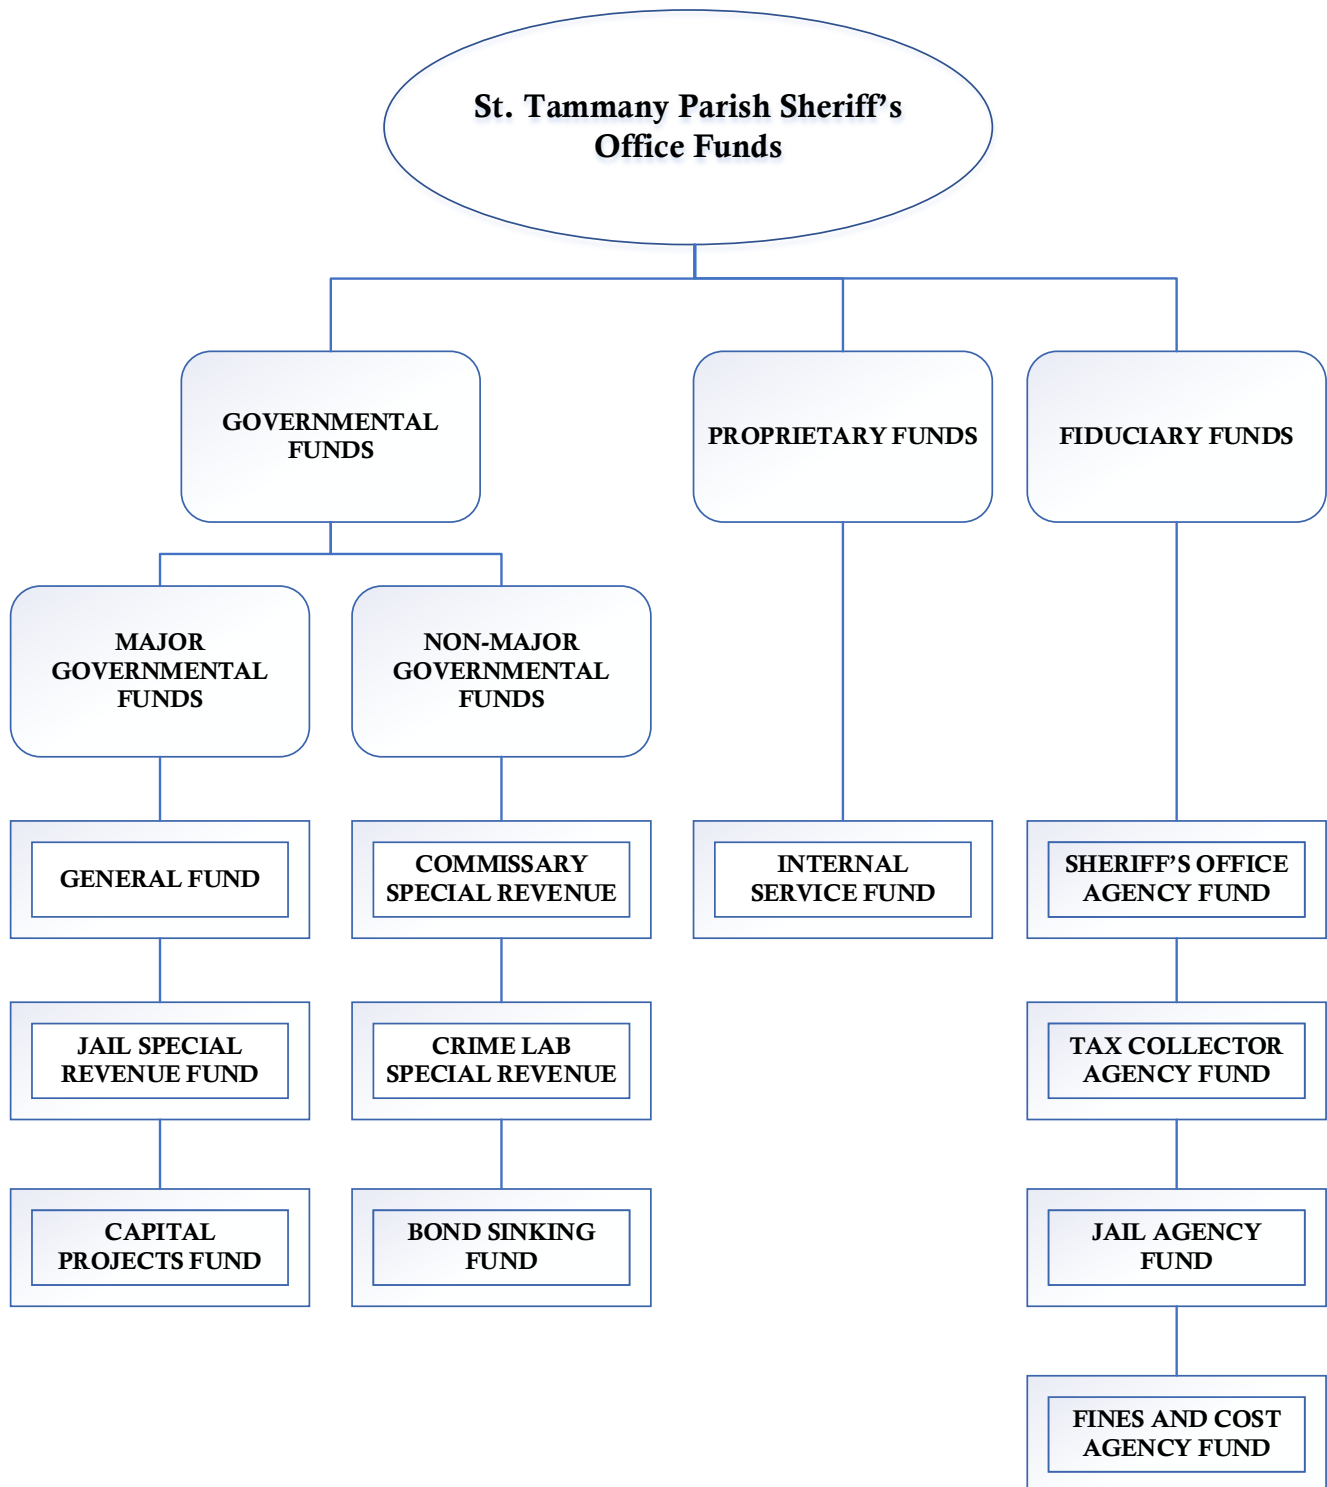 St. Tammany Parish Sheriff’s
Office Funds
GOVERNMENTAL
FUNDS
PROPRIETARY FUNDS
FIDUCIARY FUNDS
MAJOR
GOVERNMENTAL
FUNDS
NON-MAJOR
GOVERNMENTAL
FUNDS
GENERAL FUND
COMMISSARY
SPECIAL REVENUE
INTERNAL
SERVICE FUND
SHERIFF’S OFFICE
AGENCY FUND
JAIL SPECIAL
REVENUE FUND
CRIME LAB
SPECIAL REVENUE
TAX COLLECTOR
AGENCY FUND
CAPITAL
PROJECTS FUND
BOND SINKING
FUND
JAIL AGENCY
FUND
FINES AND COST
AGENCY FUND